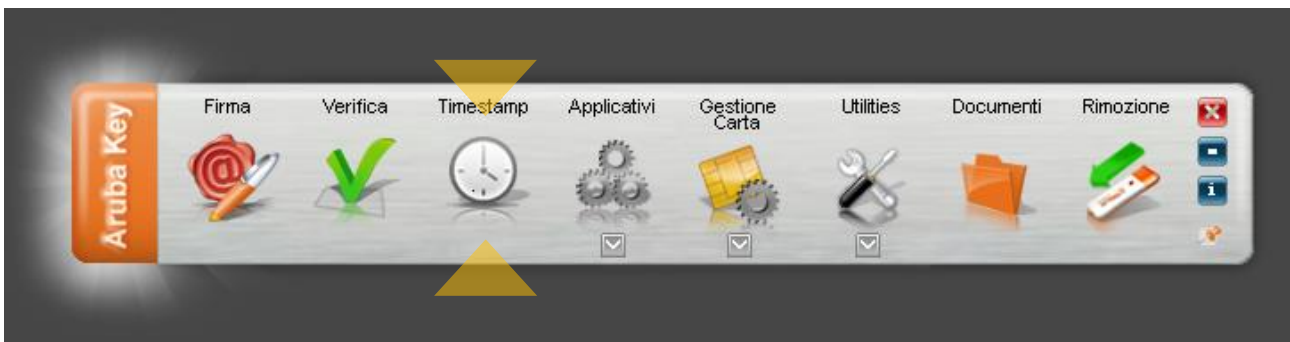 Aruba Key
Firma
Verifica
Timestamp
Applicativi
Gestione
Carta
Utilities
Documenti
Rimozione